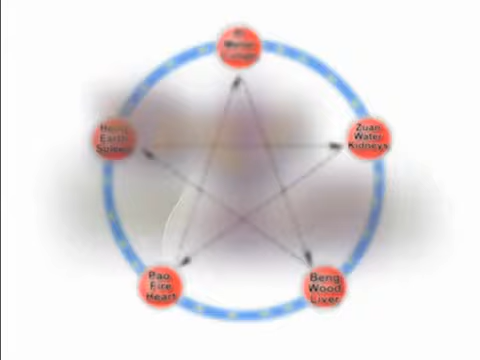 Pi
Metal
Lungs
Zuan
Water
Kidneys
Heng
Earth
Spleen
Pao
Fire
Heart
Beng
Wood
Liver